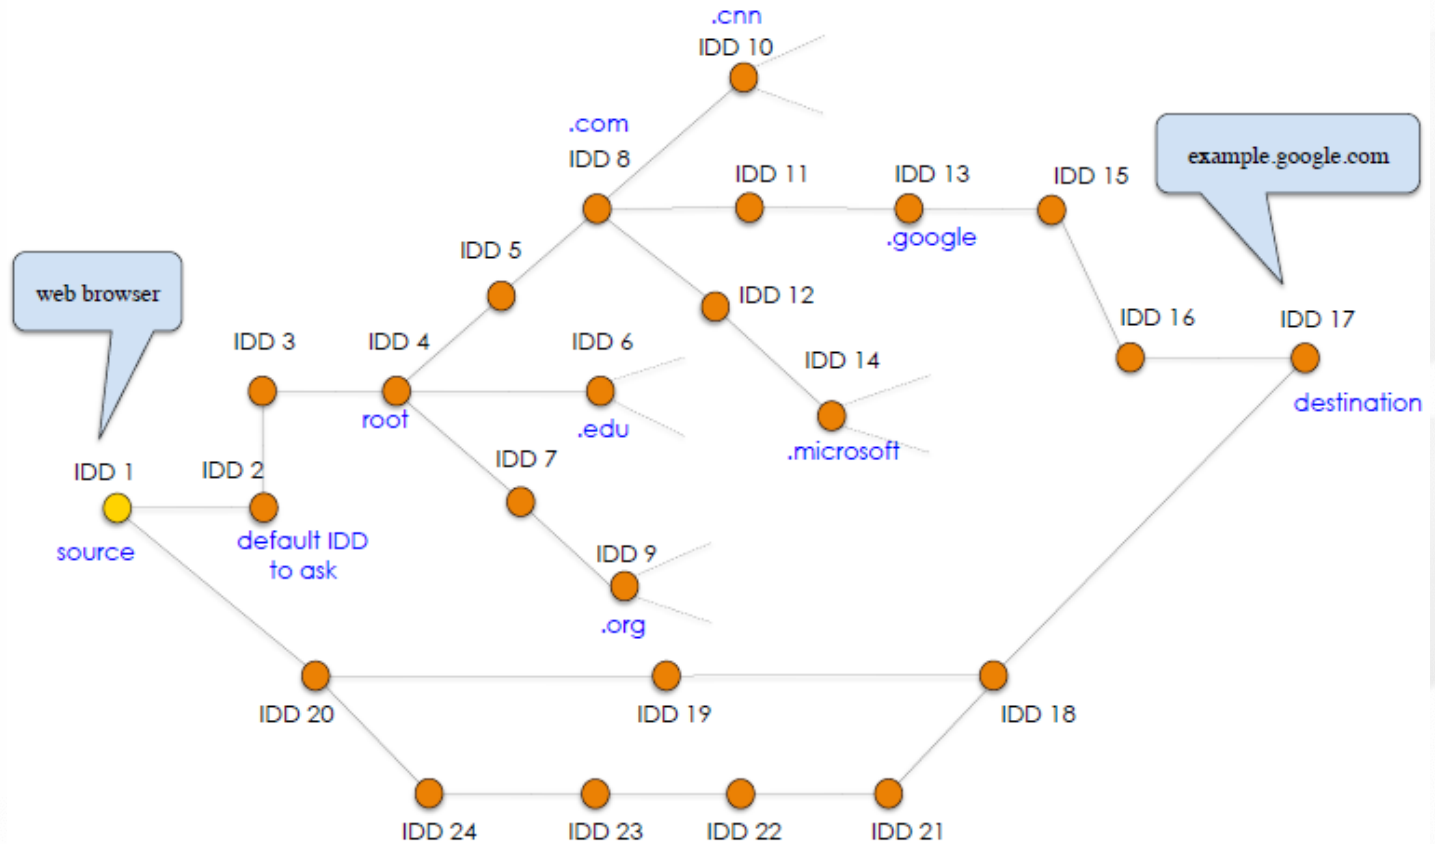 .cnn
IDD 10
.com
IDD 8
IDD 11
IDD 13
IDD 15
example.google.com
.google
IDD 5
web browser
IDD 12
IDD 3
IDD 4
IDD 6
IDD 14
IDD 16
IDD 17
root
.edu
destination
.microsoft
IDD 1
IDD 2
IDD 7
source
default IDD
to ask
IDD 9
.org
IDD 20
IDD 19
IDD 18
IDD 24
IDD 23
IDD 22
IDD 21